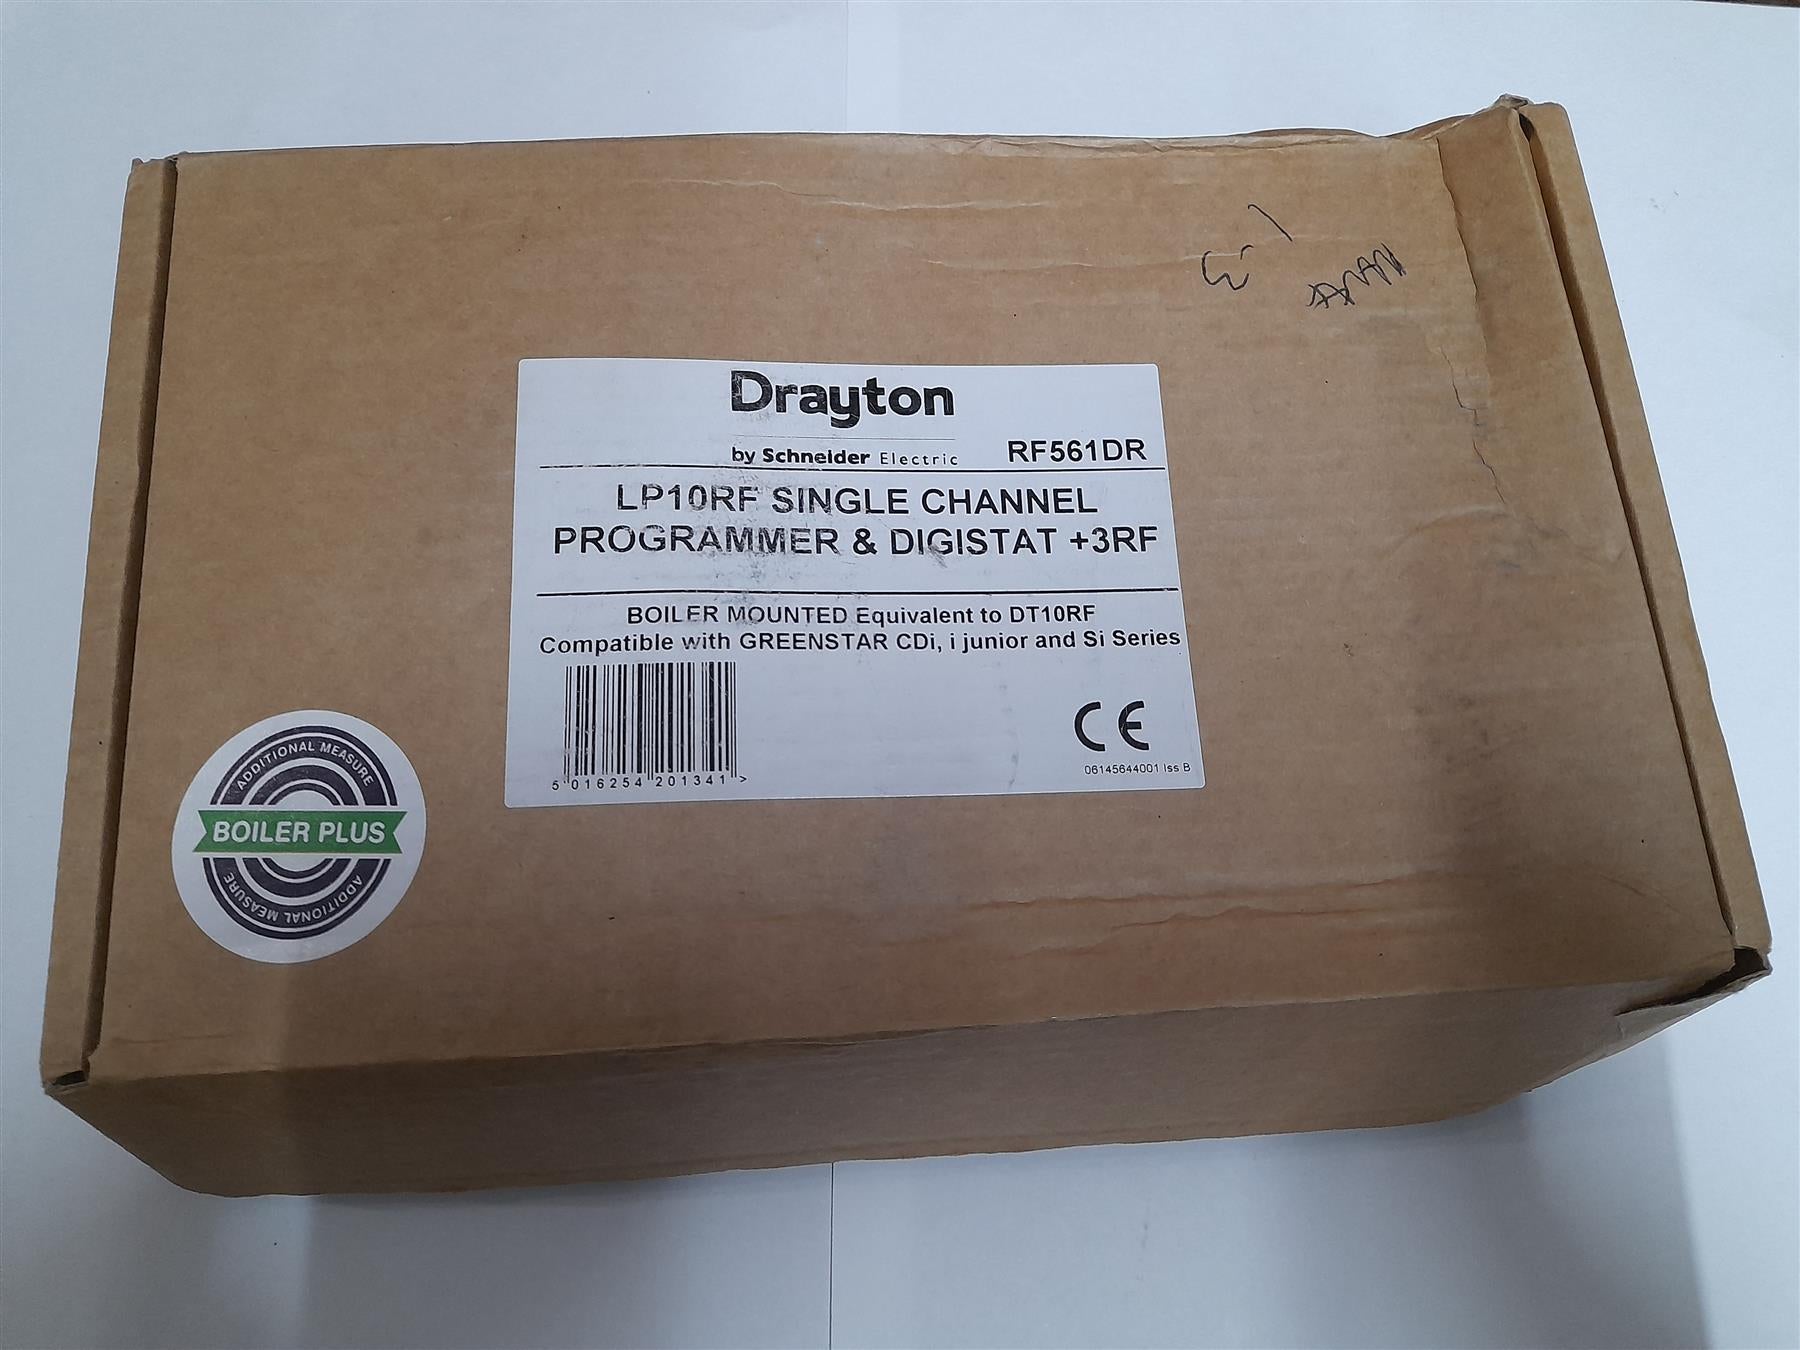 Drayton
by Schneider Electric
RF561DR
LP10RF SINGLE CHANNEL
PROGRAMMER & DIGISTAT +3RF
BOILER MOUNTED Equivalent to DT10RF
Compatible with GREENSTAR CDi, i junior and Si Series
5 016254 201341 >
CE
06145644001 Iss B
ADDITIONAL MEASURE
BOILER PLUS
ADDITIONAL MEASURE